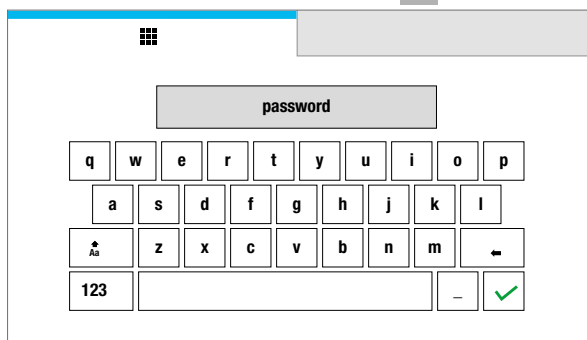 password
q w e r t y u i o p
a s d f g h j k l
Aa z x c v b n m
123 _